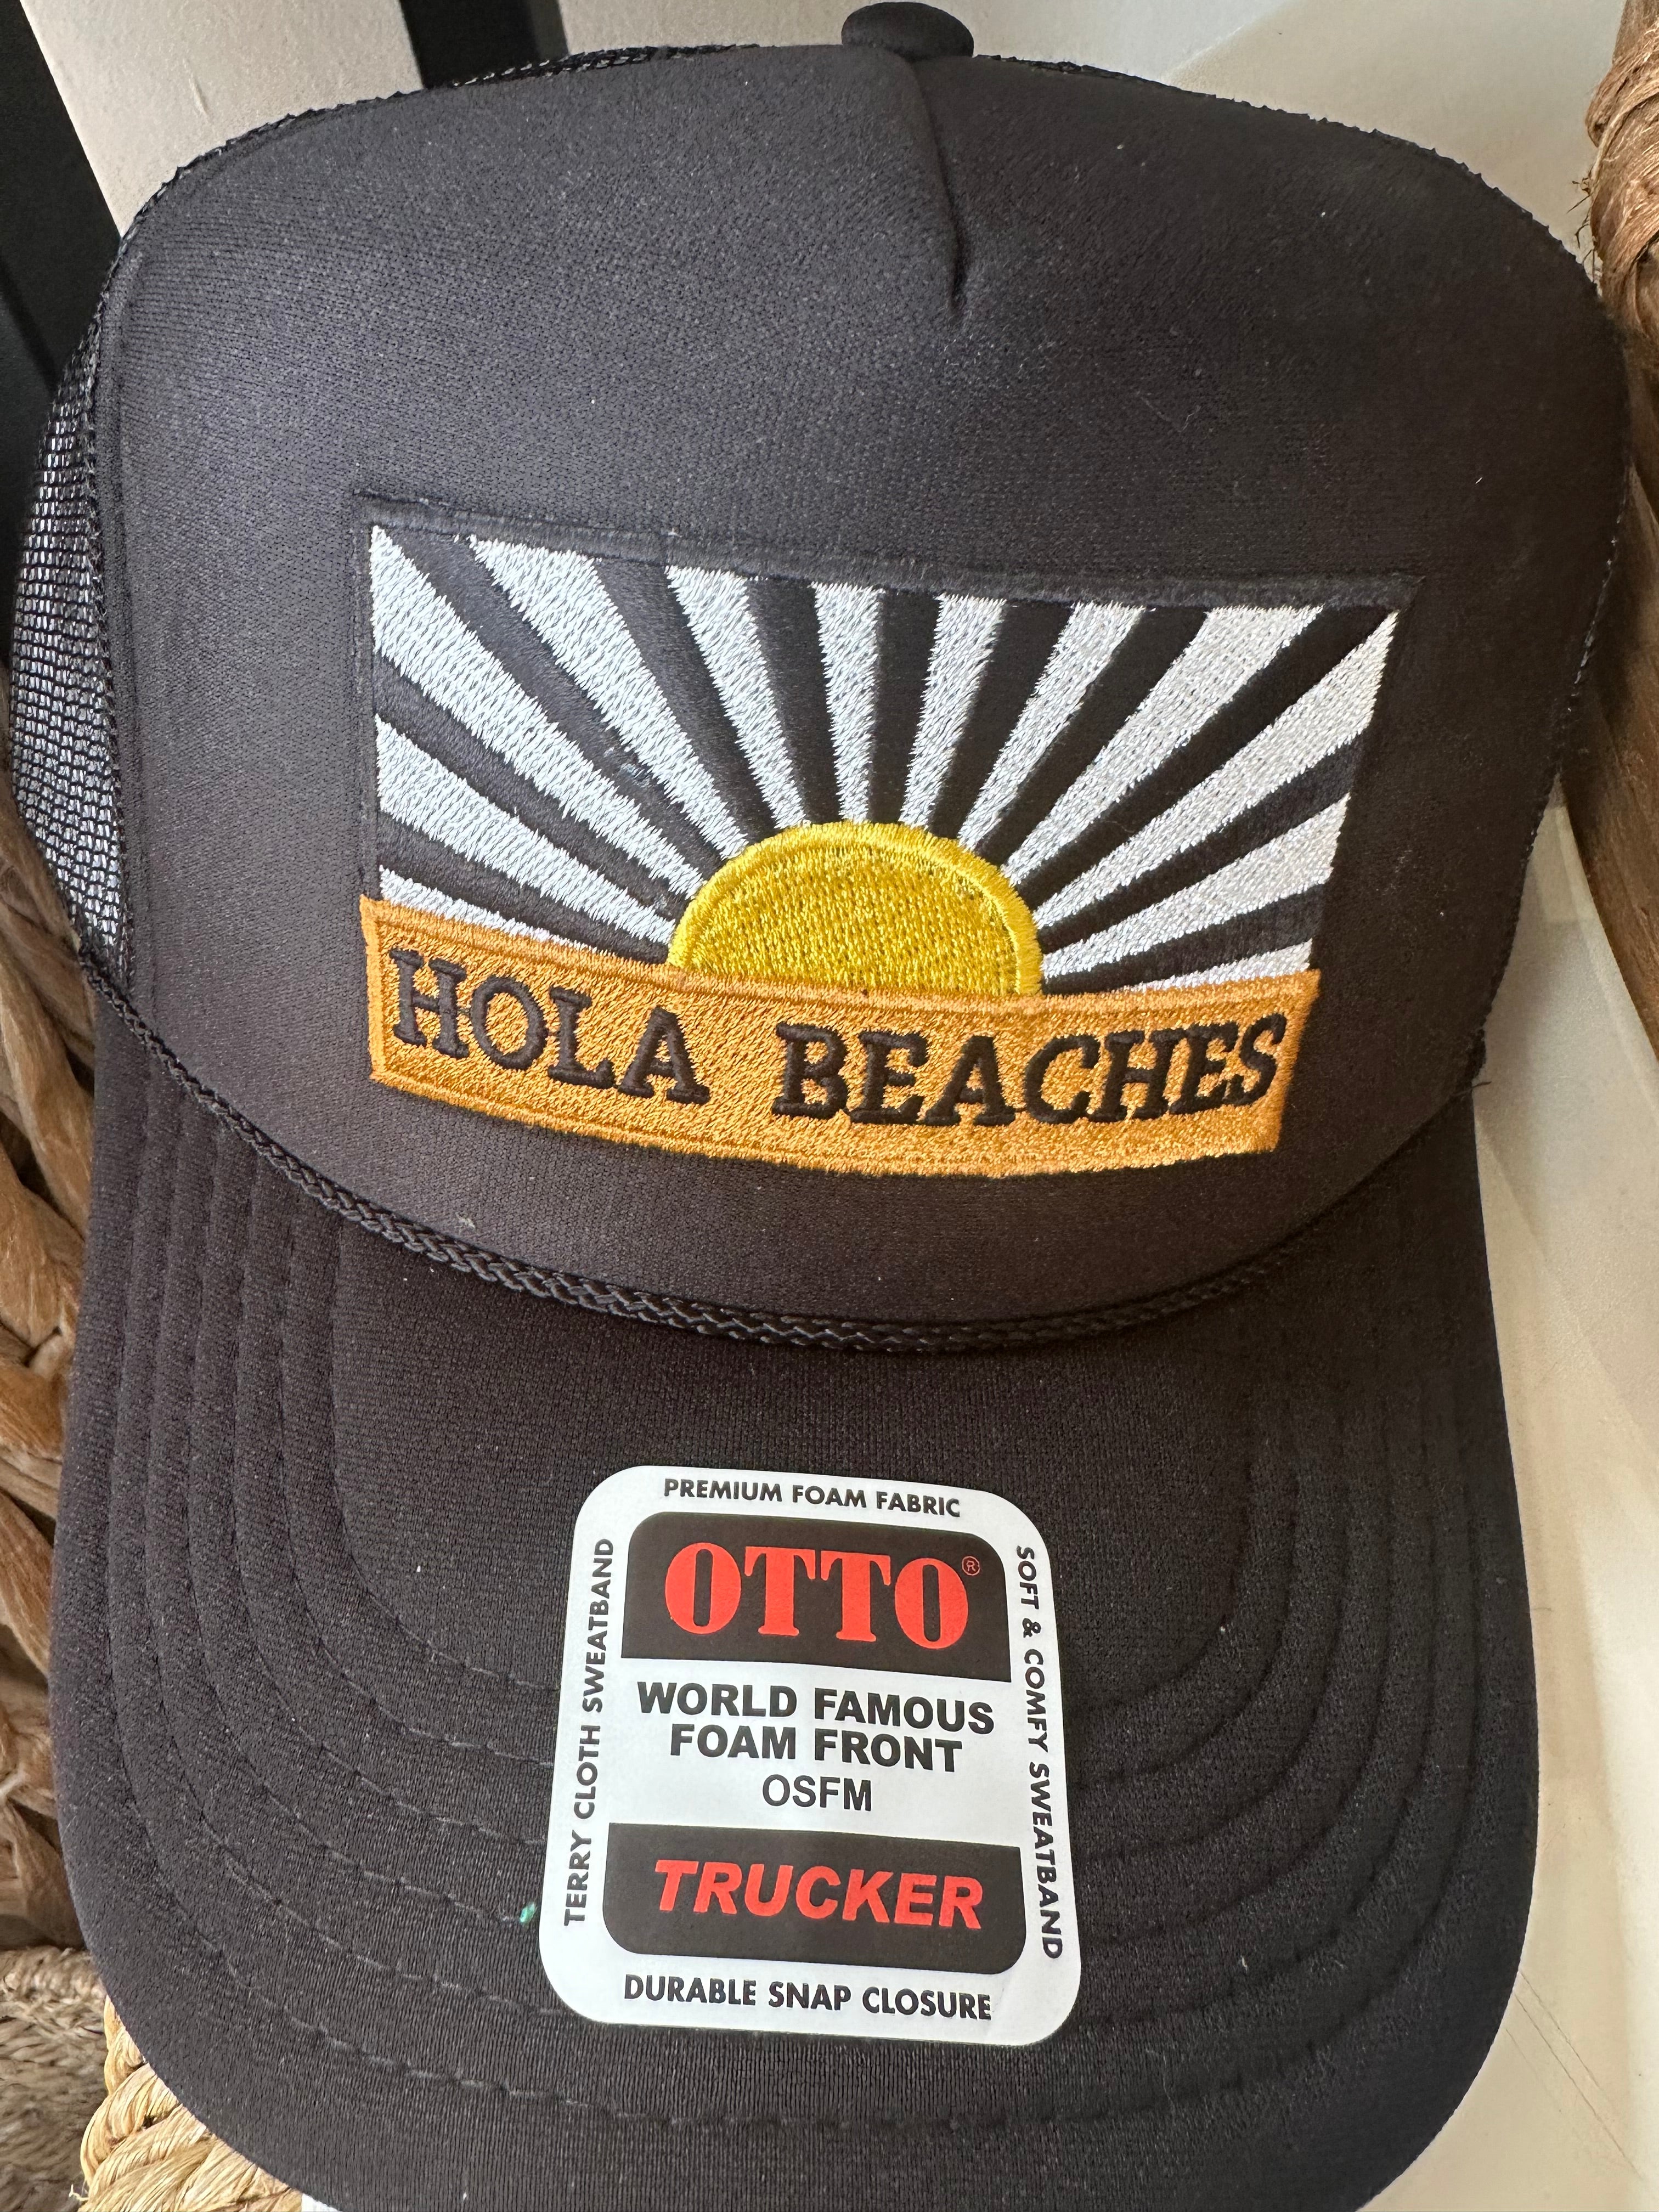 HOLA BEACHES
PREMIUM FOAM FABRIC
OTTO®
TERRY CLOTH SWEATBAND
SOFT & COMFY SWEATBAND
WORLD FAMOUS
FOAM FRONT
OSFM
TRUCKER
DURABLE SNAP CLOSURE